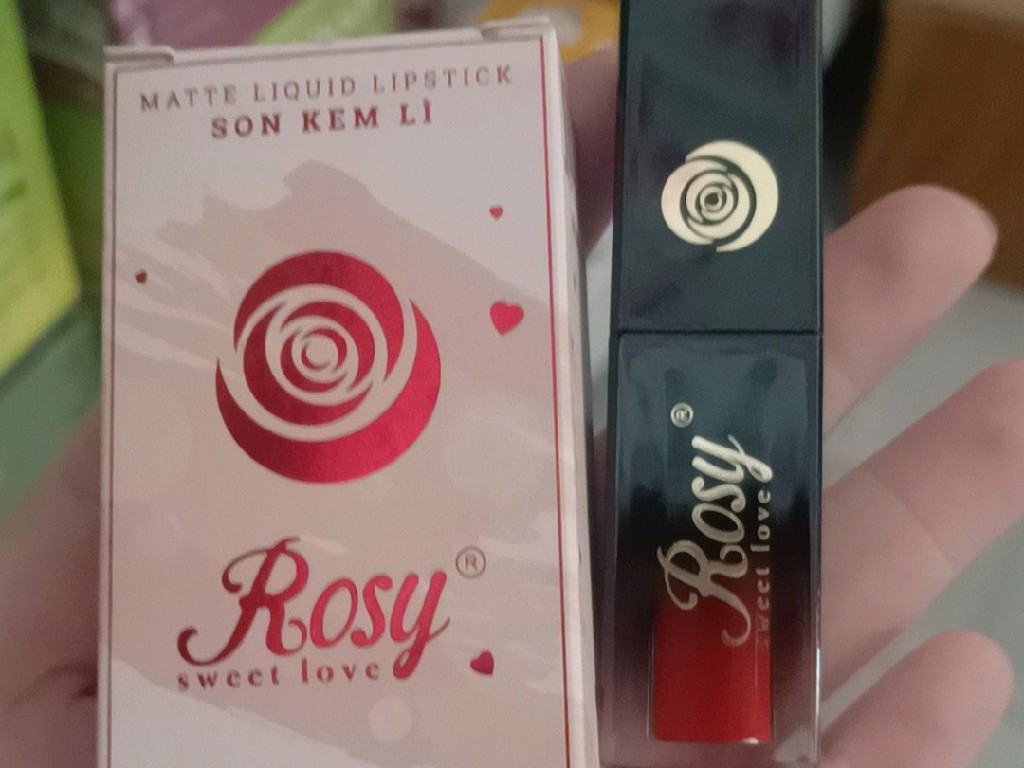 MATTE LIQUID LIPSTICK
SON KEM LÌ
Rosy ®
sweet love
Rosy ®
sweet love